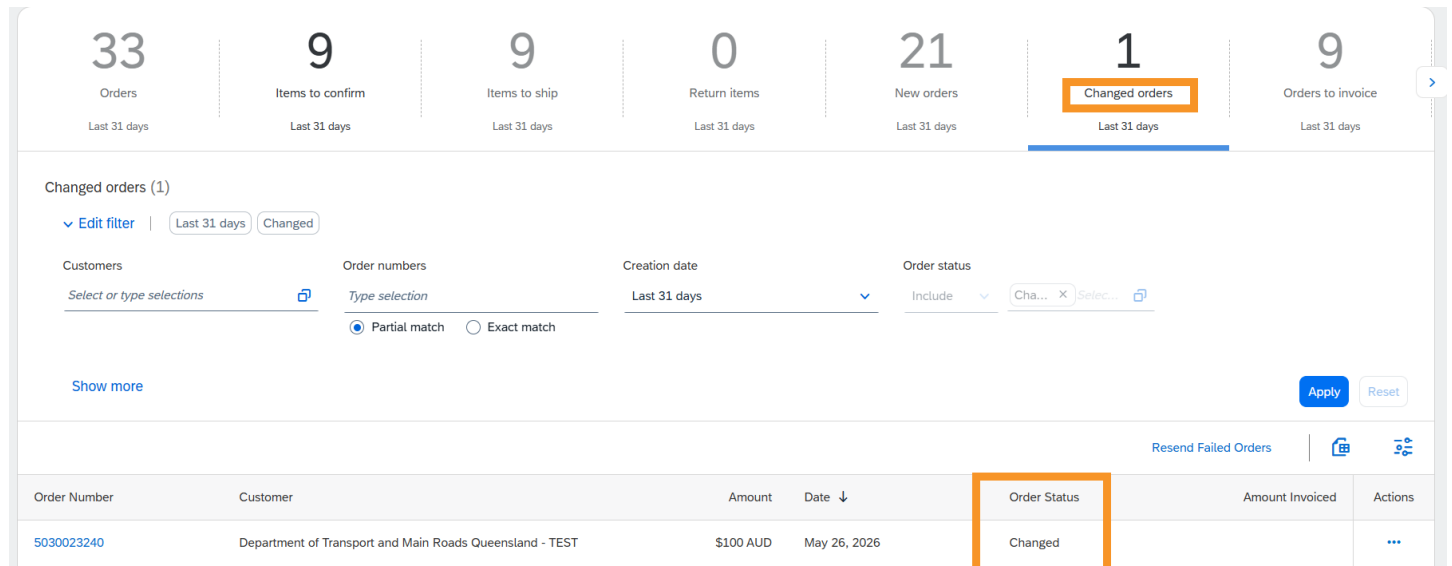 33 9 9 0 21 1 9
Orders Items to confirm Items to ship Return items New orders Changed orders Orders to invoice
Last 31 days Last 31 days Last 31 days Last 31 days Last 31 days Last 31 days Last 31 days
Changed orders (1)
Edit filter Last 31 days Changed
Customers Order numbers Creation date Order status
Select or type selections Type selection Last 31 days Include Cha... Selec...
Partial match Exact match
Show more Apply Reset
Resend Failed Orders
Order Number Customer Amount Date Order Status Amount Invoiced Actions
5030023240 Department of Transport and Main Roads Queensland - TEST $100 AUD May 26, 2026 Changed